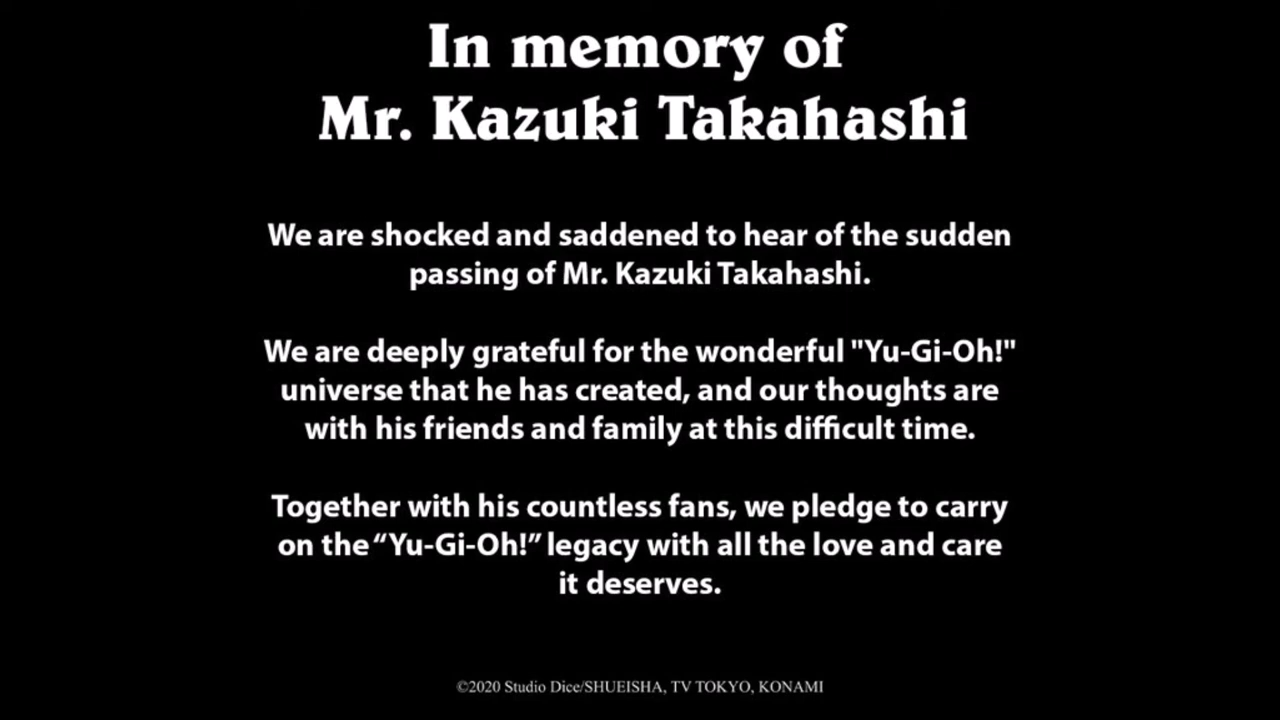 In memory of
Mr. Kazuki Takahashi
We are shocked and saddened to hear of the sudden
passing of Mr. Kazuki Takahashi.
We are deeply grateful for the wonderful "Yu-Gi-Oh!"
universe that he has created, and our thoughts are
with his friends and family at this difficult time.
Together with his countless fans, we pledge to carry
on the “Yu-Gi-Oh!” legacy with all the love and care
it deserves.
©2020 Studio Dice/SHUEISHA, TV TOKYO, KONAMI